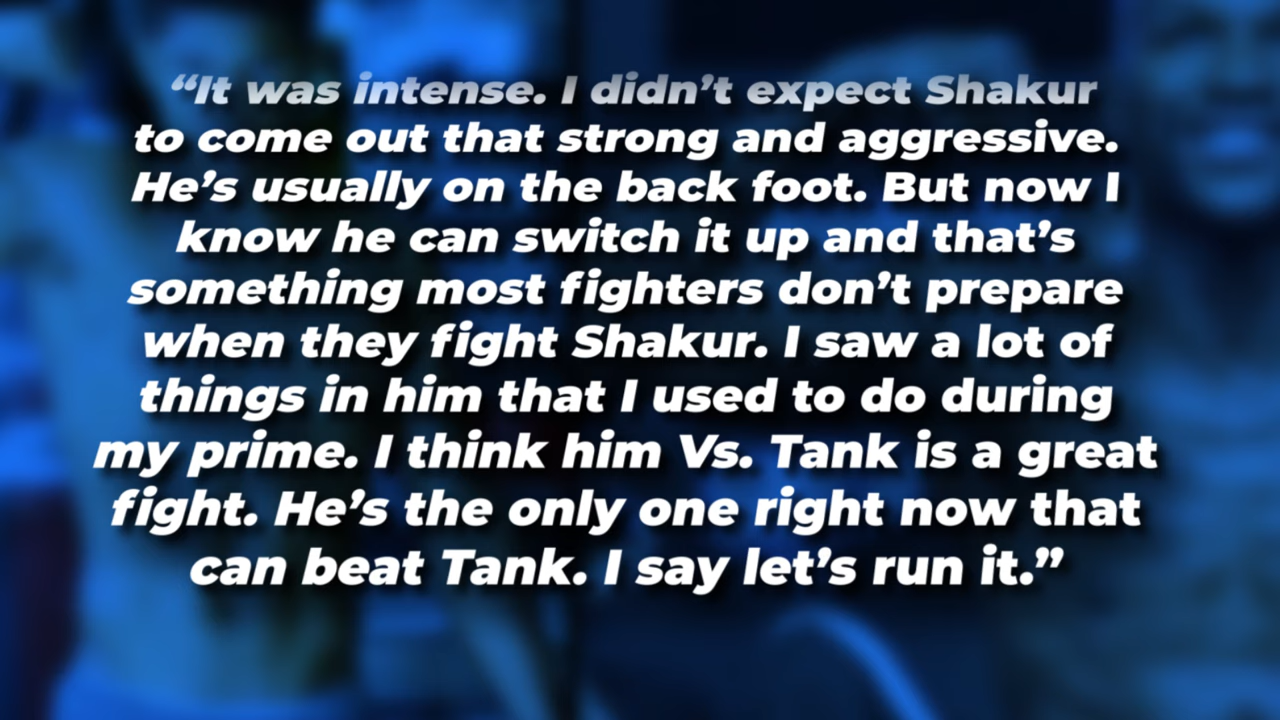 “It was intense. I didn’t expect Shakur
to come out that strong and aggressive.
He’s usually on the back foot. But now I
know he can switch it up and that’s
something most fighters don’t prepare
when they fight Shakur. I saw a lot of
things in him that I used to do during
my prime. I think him Vs. Tank is a great
fight. He’s the only one right now that
can beat Tank. I say let’s run it.”